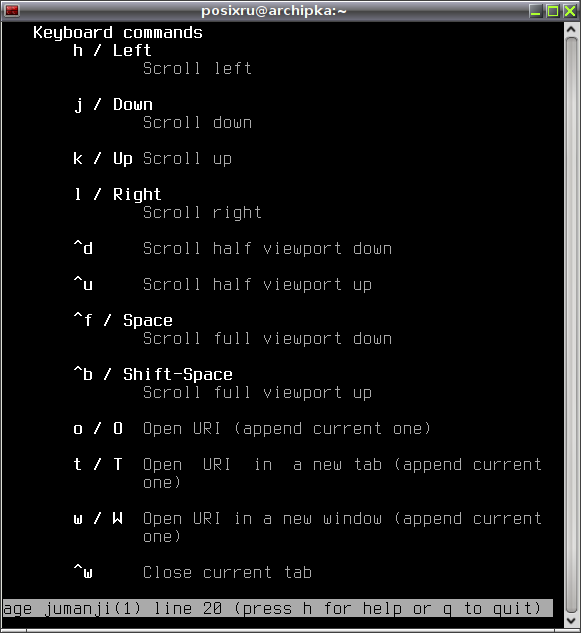 posixru@archipka:~
Keyboard commands
h / Left
Scroll left
j / Down
Scroll down
k / Up Scroll up
l / Right
Scroll right
^d Scroll half viewport down
^u Scroll half viewport up
^f / Space
Scroll full viewport down
^b / Shift-Space
Scroll full viewport up
o / O Open URI (append current one)
t / T Open URI in a new tab (append current
one)
w / W Open URI in a new window (append current
one)
^w Close current tab
age jumanji(1) line 20 (press h for help or q to quit)